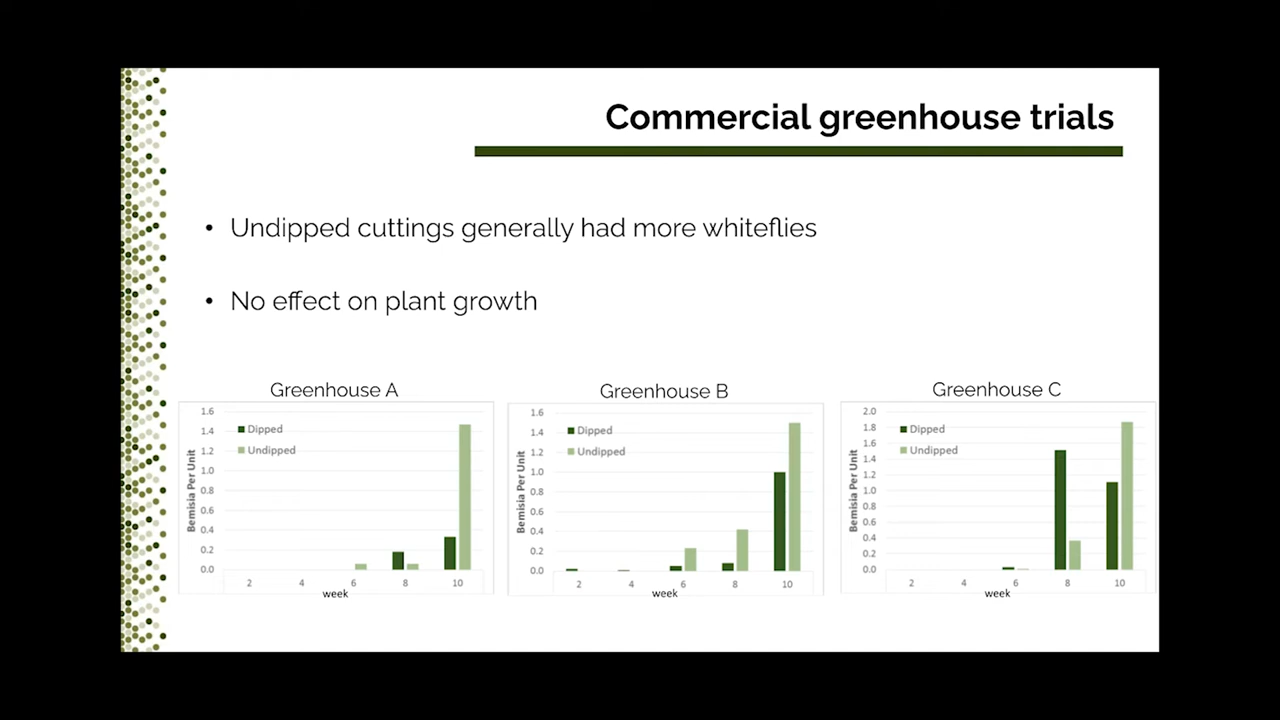 Commercial greenhouse trials
• Undipped cuttings generally had more whiteflies
• No effect on plant growth
Greenhouse A
1.6
1.4
1.2
1.0
0.8
0.6
0.4
0.2
0.0
Bemisia Per Unit
Dipped
Undipped
2 4 6 8 10
week
Greenhouse B
1.6
1.4
1.2
1.0
0.8
0.6
0.4
0.2
0.0
Bemisia Per Unit
Dipped
Undipped
2 4 6 8 10
week
Greenhouse C
2.0
1.8
1.6
1.4
1.2
1.0
0.8
0.6
0.4
0.2
0.0
Bemisia Per Unit
Dipped
Undipped
2 4 6 8 10
week